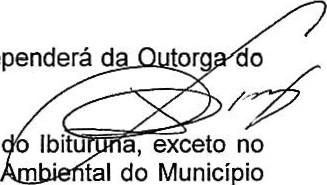 ependerá da Outorga do
do Ibituruna, exceto no
Ambiental do Município